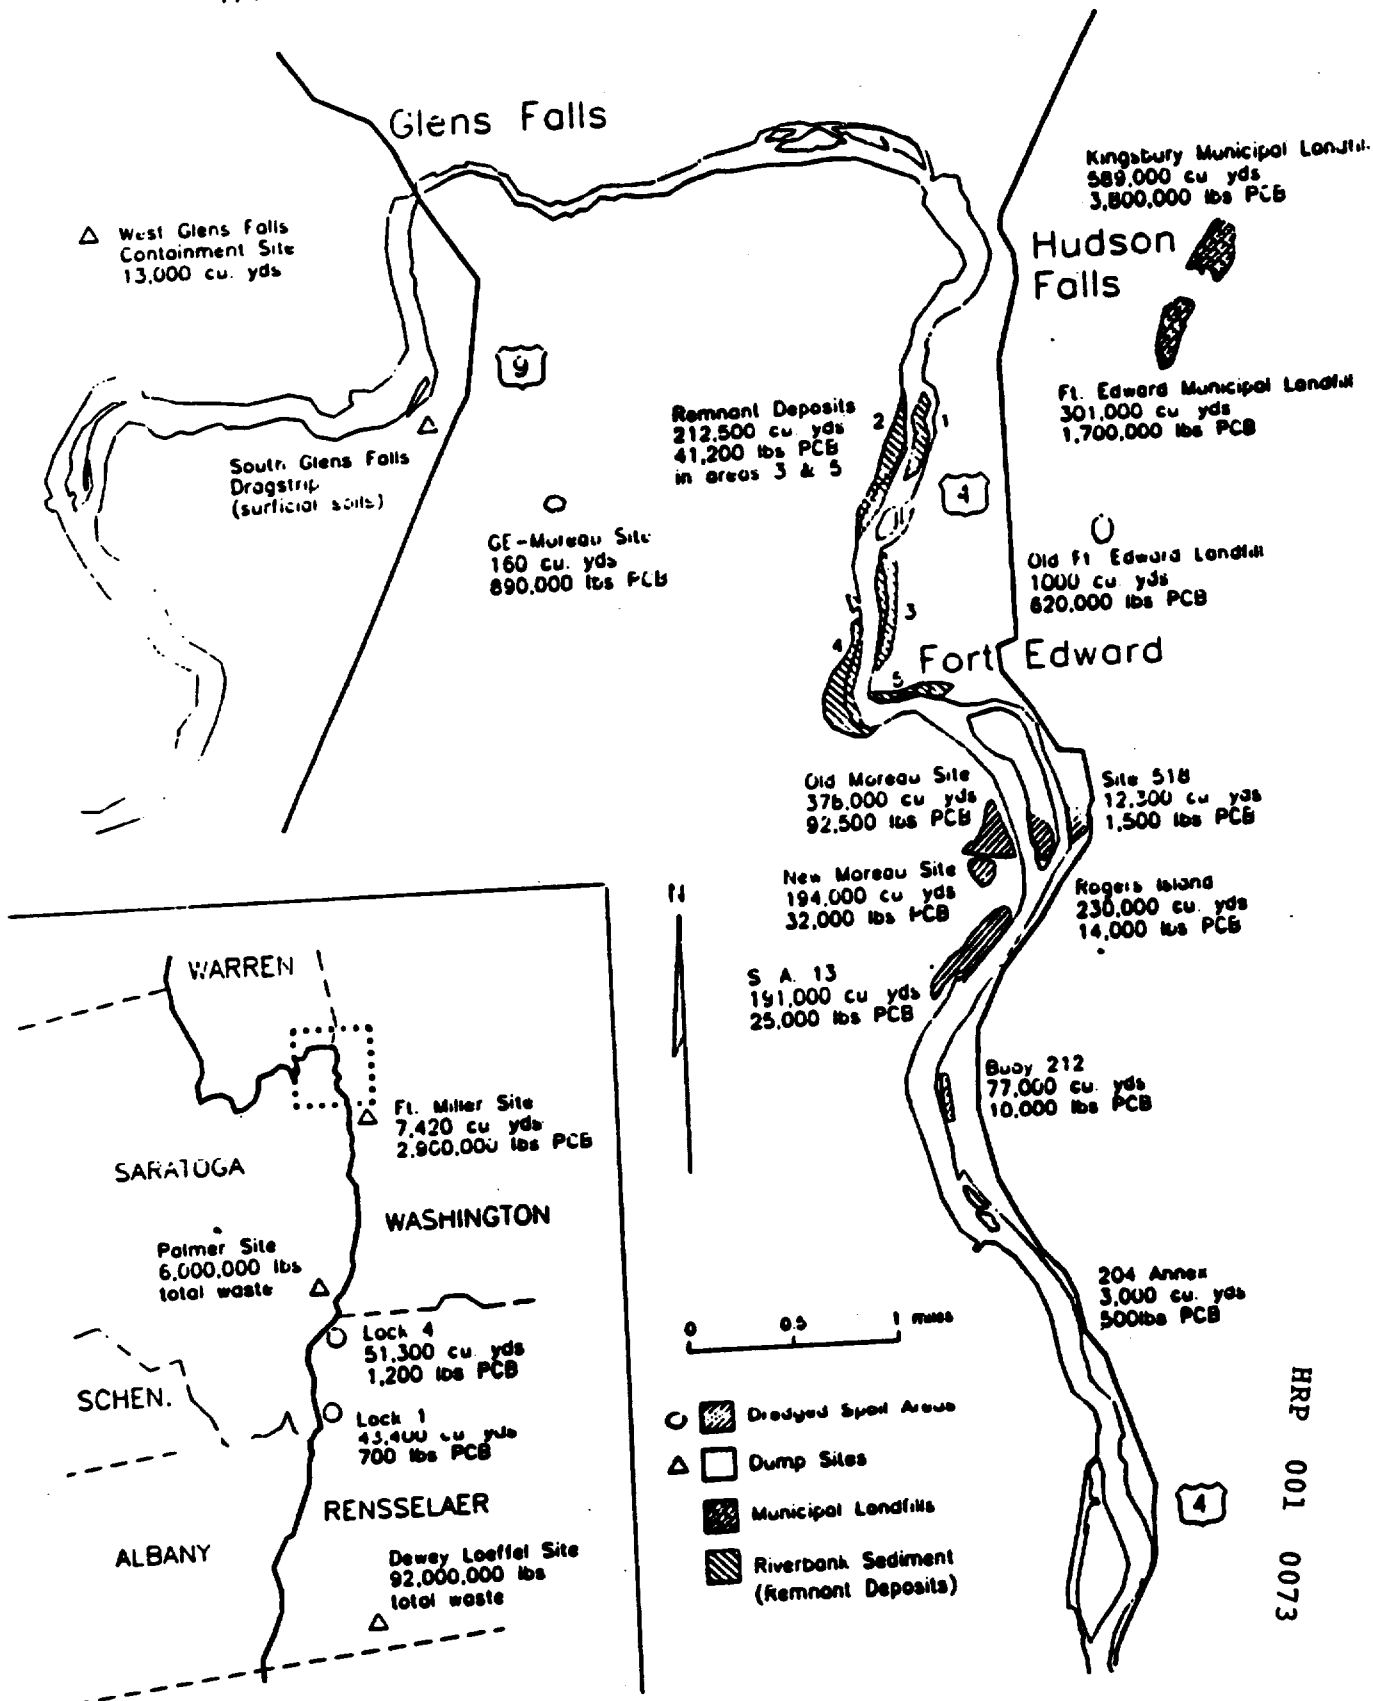 Glens Falls
Kingsbury Municipal Landfill
589,000 cu yds
3,800,000 lbs PCB
West Glens Falls
Containment Site
13,000 cu. yds
Hudson
Falls
9
Ft. Edward Municipal Landfill
301,000 cu yds
1,700,000 lbs PCB
Remnant Deposits
212,500 cu yds
41,200 lbs PCB
in areas 3 & 5
2
1
South Glens Falls
Dragstrip
(surficial soils)
4
GE-Moreau Site
160 cu. yds
890,000 lbs PCB
Old Ft Edward Landfill
1000 cu yds
620,000 lbs PCB
3
4
Fort Edward
5
Old Moreau Site
376,000 cu yds
92,500 lbs PCB
Site 518
12,300 cu yds
1,500 lbs PCB
New Moreau Site
194,000 cu yds
32,000 lbs PCB
Rogers Island
230,000 cu. yds
14,000 lbs PCB
N
S A. 13
191,000 cu yds
25,000 lbs PCB
WARREN
Buoy 212
77,000 cu. yds
10,000 lbs PCB
Ft. Miller Site
7,420 cu yds
2,900,000 lbs PCB
SARATOGA
WASHINGTON
Palmer Site
6,000,000 lbs
total waste
204 Annex
3,000 cu. yds
500lbs PCB
0 0.5 1 miles
Lock 4
51,300 cu yds
1,200 lbs PCB
SCHEN.
Lock 1
43,400 cu yds
700 lbs PCB
Dredged Spoil Areas
Dump Sites
Municipal Landfills
Riverbank Sediment
(Remnant Deposits)
RENSSELAER
ALBANY
Dewey Loeffel Site
92,000,000 lbs
total waste
4
HRP 001 0073